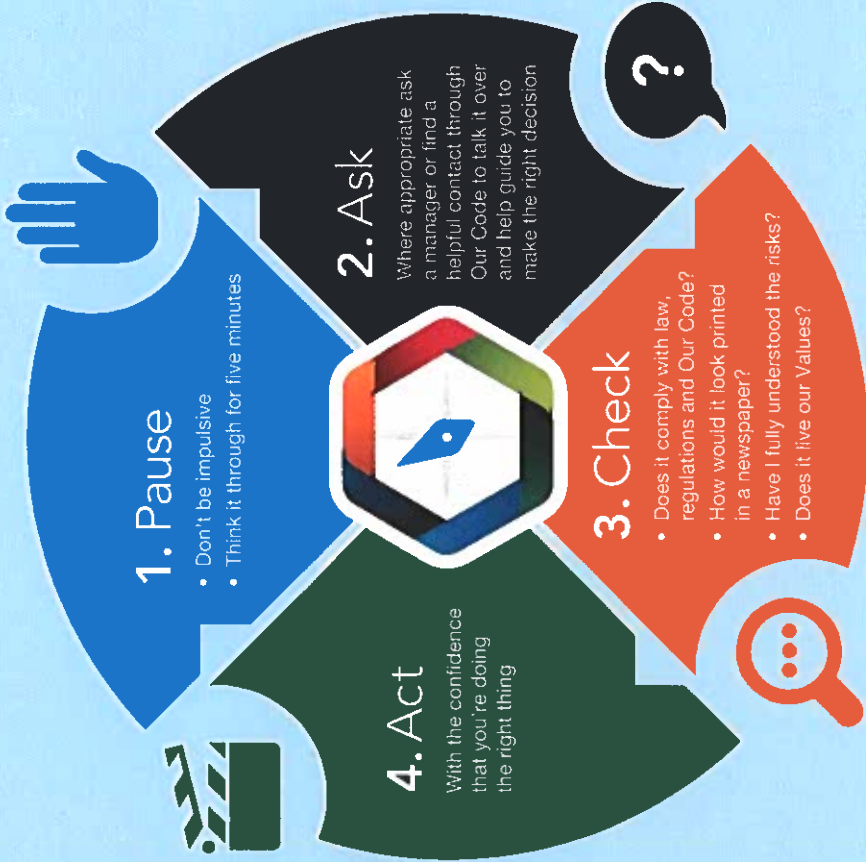 1. Pause
• Don't be impulsive
• Think it through for five minutes
2. Ask
Where appropriate ask
a manager or find a
helpful contact through
Our Code to talk it over
and help guide you to
make the right decision
?
3. Check
• Does it comply with law,
regulations and Our Code?
• How would it look printed
in a newspaper?
• Have I fully understood the risks?
• Does it live our Values?
4. Act
With the confidence
that you're doing
the right thing